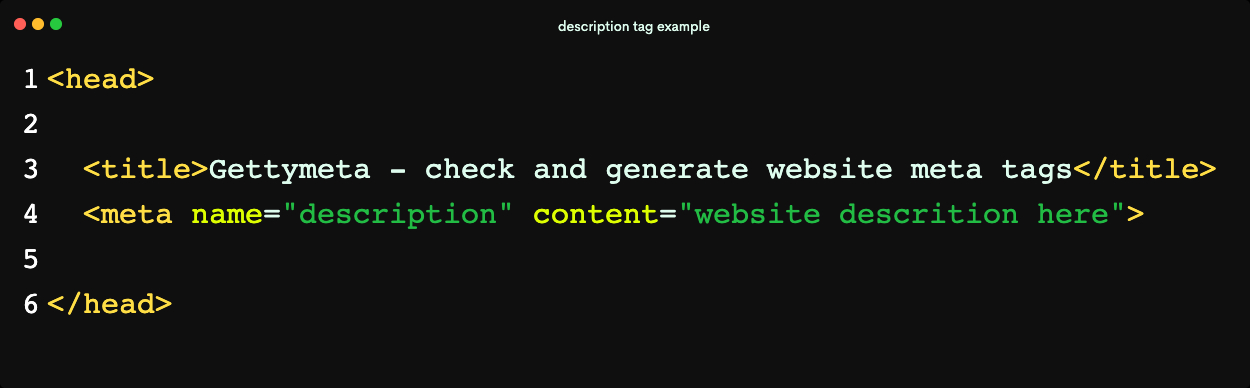 description tag example
1 <head>
2
3 <title>Gettymeta - check and generate website meta tags</title>
4 <meta name="description" content="website descrition here">
5
6 </head>